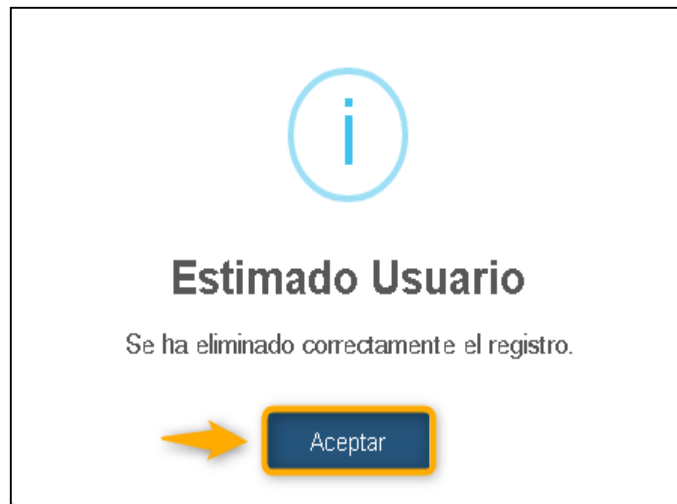 Estimado Usuario
Se ha eliminado correctamente el registro.
Aceptar